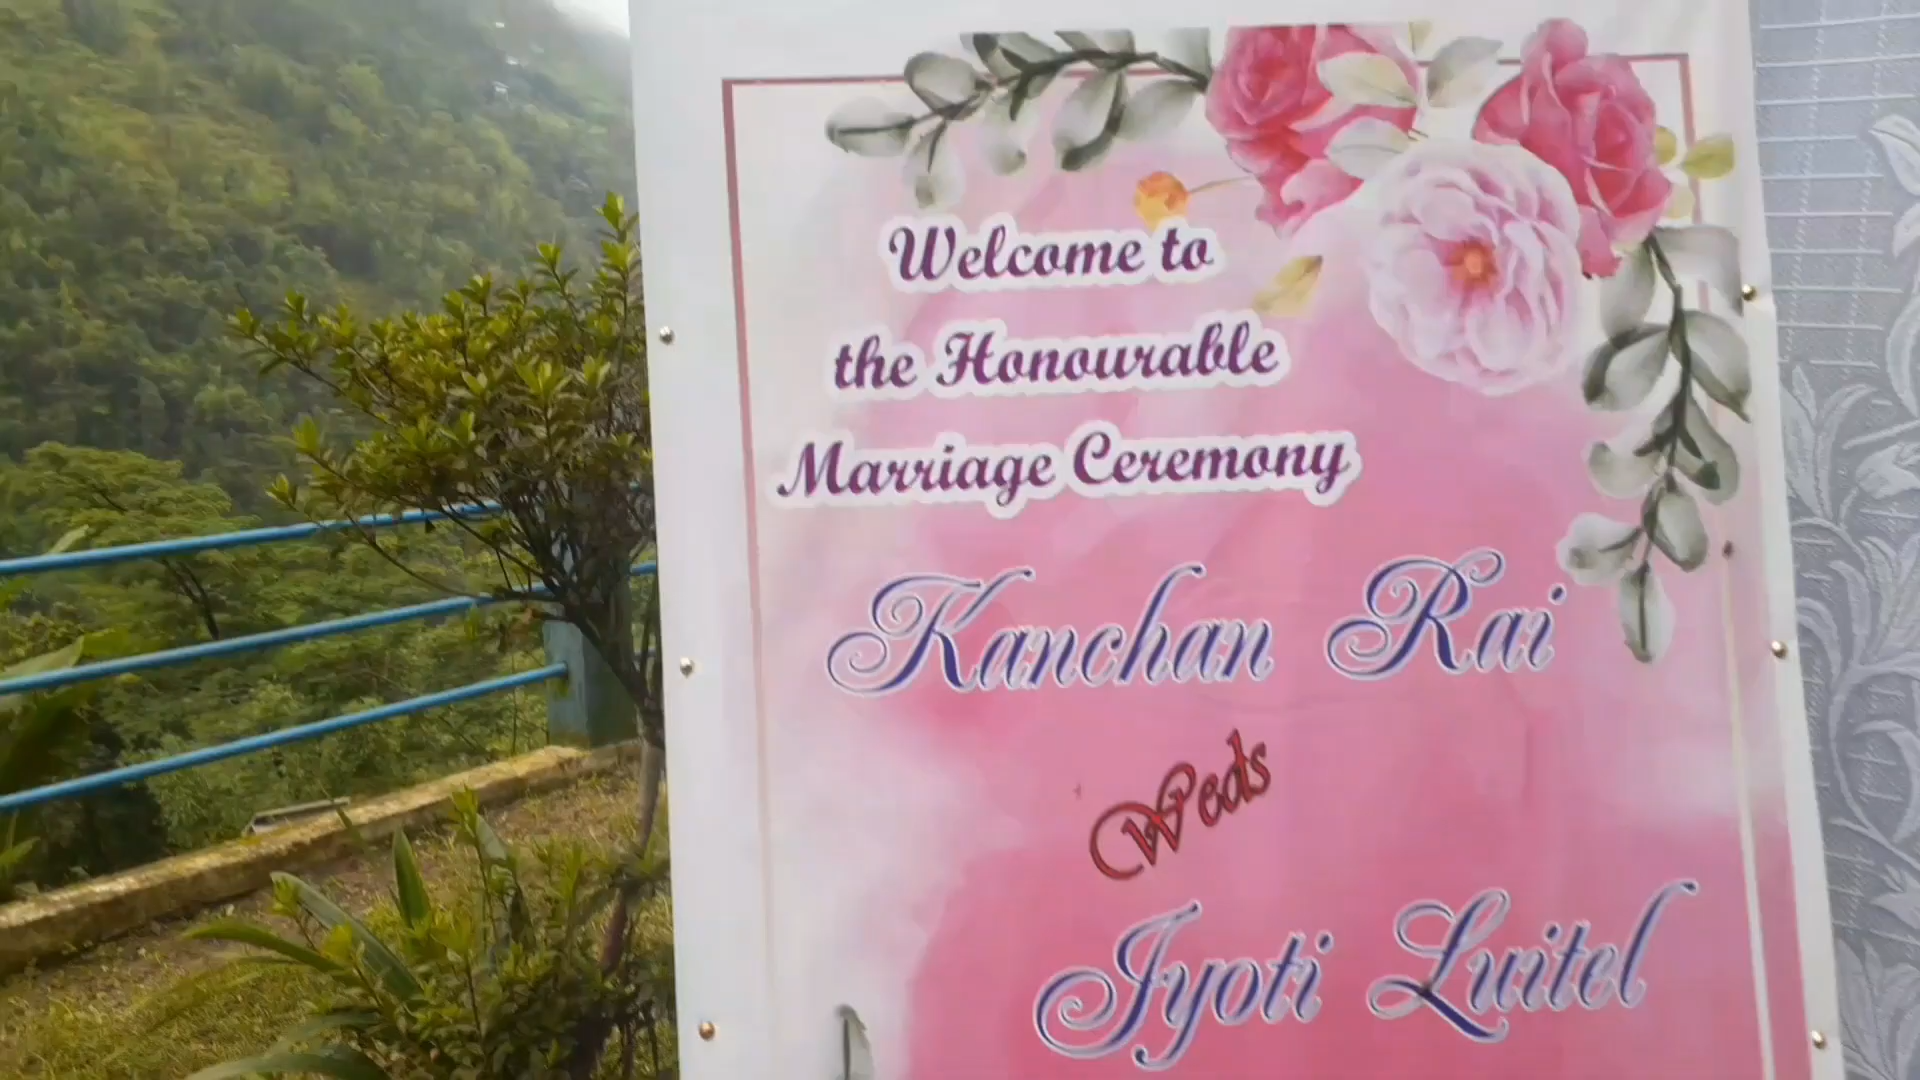 Welcome to
the Honourable
Marriage Ceremony
Kanchan Rai
Weds
Jyoti Luitel